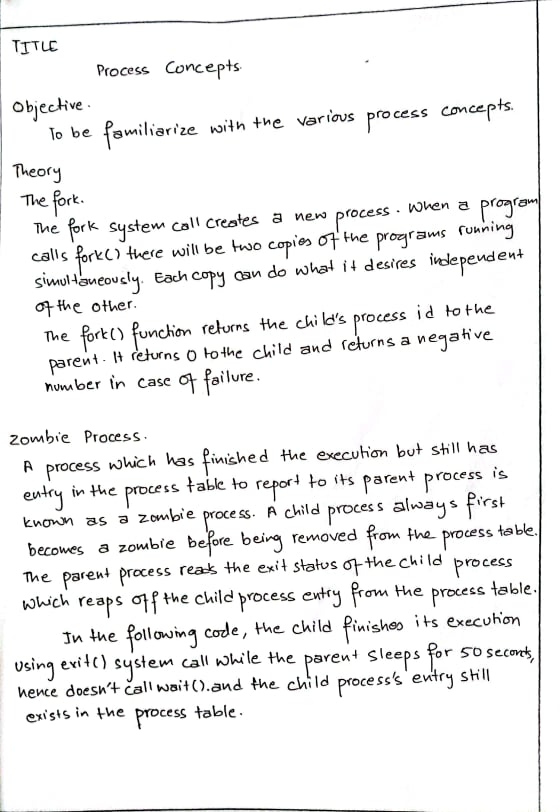 TITLE
Process Concepts.
Objective.
To be familiarize with the various process concepts.
Theory
The fork.
The fork system call creates a new process. When a program
calls fork() there will be two copies of the programs running
simultaneously. Each copy can do what it desires independent
of the other.
The fork() function returns the child's process id to the
parent. It returns 0 to the child and returns a negative
number in case of failure.
Zombie Process.
A process which has finished the execution but still has
entry in the process table to report to its parent process is
known as a zombie process. A child process always first
becomes a zombie before being removed from the process table.
The parent process reads the exit status of the child process
which reaps off the child process entry from the process table.
In the following code, the child finishes its execution
using exit() system call while the parent sleeps for 50 seconds,
hence doesn't call wait().and the child process's entry still
exists in the process table.